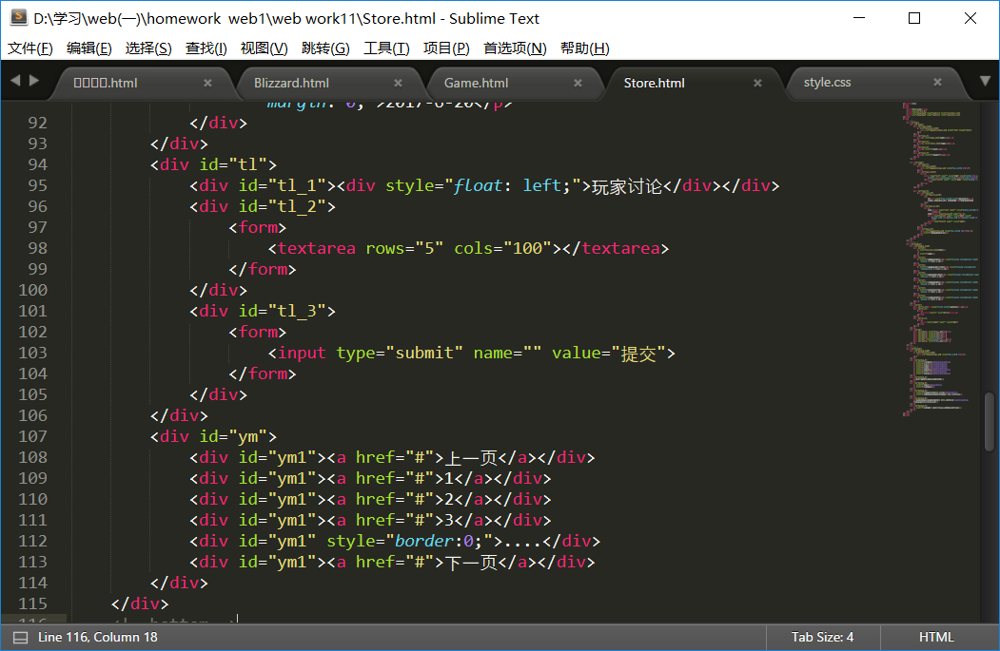 D:\学习\web(一)\homework web1\web work11\Store.html - Sublime Text
文件(F) 编辑(E) 选择(S) 查找(I) 视图(V) 跳转(G) 工具(T) 项目(P) 首选项(N) 帮助(H)
□□□□.html × Blizzard.html × Game.html × Store.html × style.css ×
margin: 0; >2017-6-20</p>
92 </div>
93 </div>
94 <div id="tl">
95 <div id="tl_1"><div style="float: left;">玩家讨论</div></div>
96 <div id="tl_2">
97 <form>
98 <textarea rows="5" cols="100"></textarea>
99 </form>
100 </div>
101 <div id="tl_3">
102 <form>
103 <input type="submit" name="" value="提交">
104 </form>
105 </div>
106 </div>
107 <div id="ym">
108 <div id="ym1"><a href="#">上一页</a></div>
109 <div id="ym1"><a href="#">1</a></div>
110 <div id="ym1"><a href="#">2</a></div>
111 <div id="ym1"><a href="#">3</a></div>
112 <div id="ym1" style="border:0;">....</div>
113 <div id="ym1"><a href="#">下一页</a></div>
114 </div>
115 </div>
116
Line 116, Column 18 Tab Size: 4 HTML